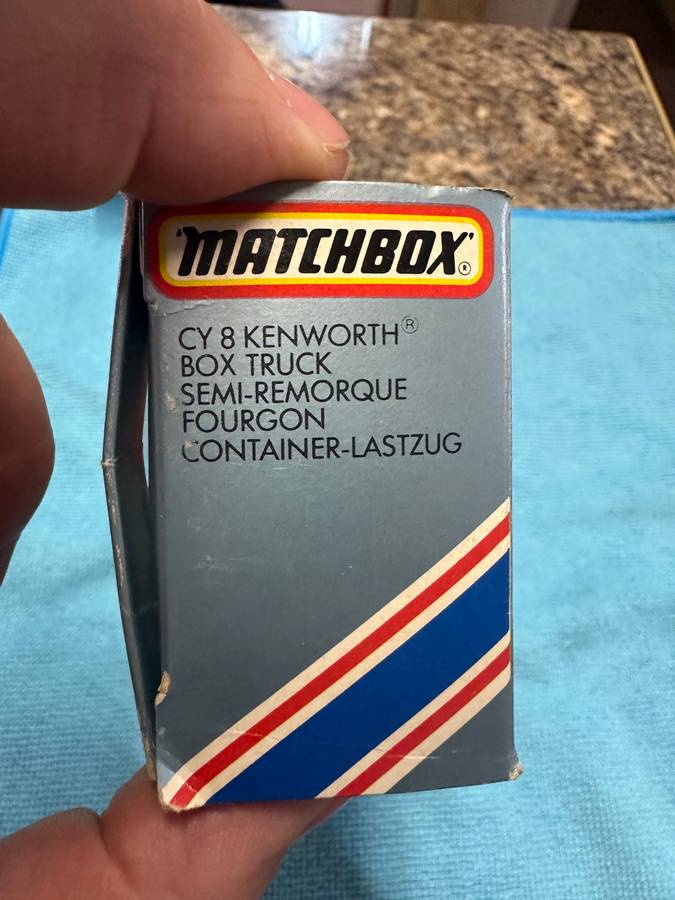 'MATCHBOX'®
CY 8 KENWORTH®
BOX TRUCK
SEMI-REMORQUE
FOURGON
CONTAINER-LASTZUG